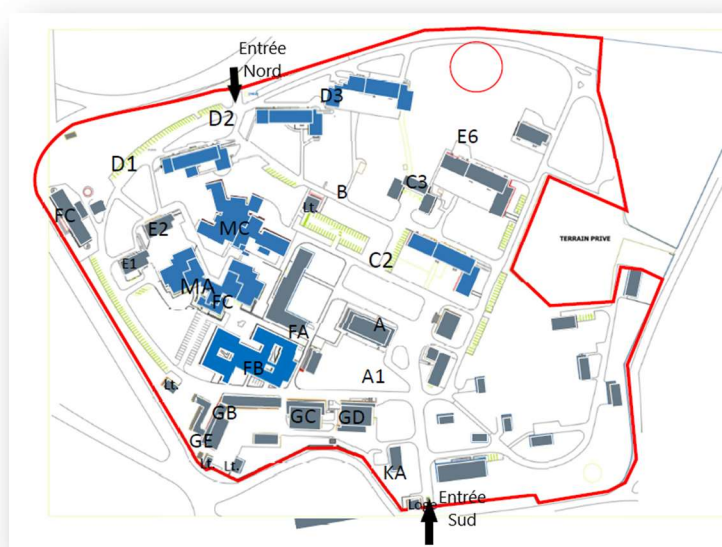 Entrée
Nord
D3
D2
D1
E6
B
C3
FC
Lt.
E2
MC
TERRAIN PRIVE
E1
C2
MA
FC
FA
A
FB
A1
Lt.
GB
GC
GD
GE
Lt.
Lt.
KA
Entrée
Sud